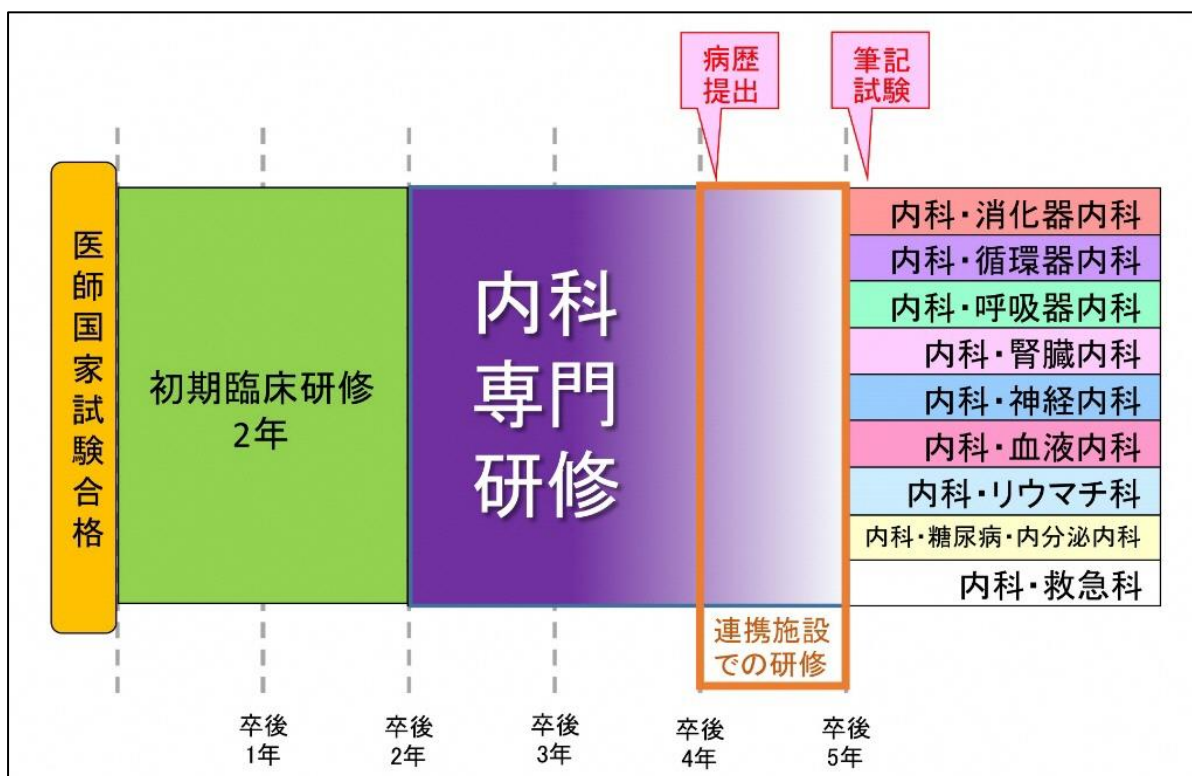 病歴
提出
筆記
試験
医師国家試験合格
初期臨床研修
2年
内科
専門
研修
内科・消化器内科
内科・循環器内科
内科・呼吸器内科
内科・腎臓内科
内科・神経内科
内科・血液内科
内科・リウマチ科
内科・糖尿病・内分泌内科
内科・救急科
連携施設
での研修
卒後
1年
卒後
2年
卒後
3年
卒後
4年
卒後
5年